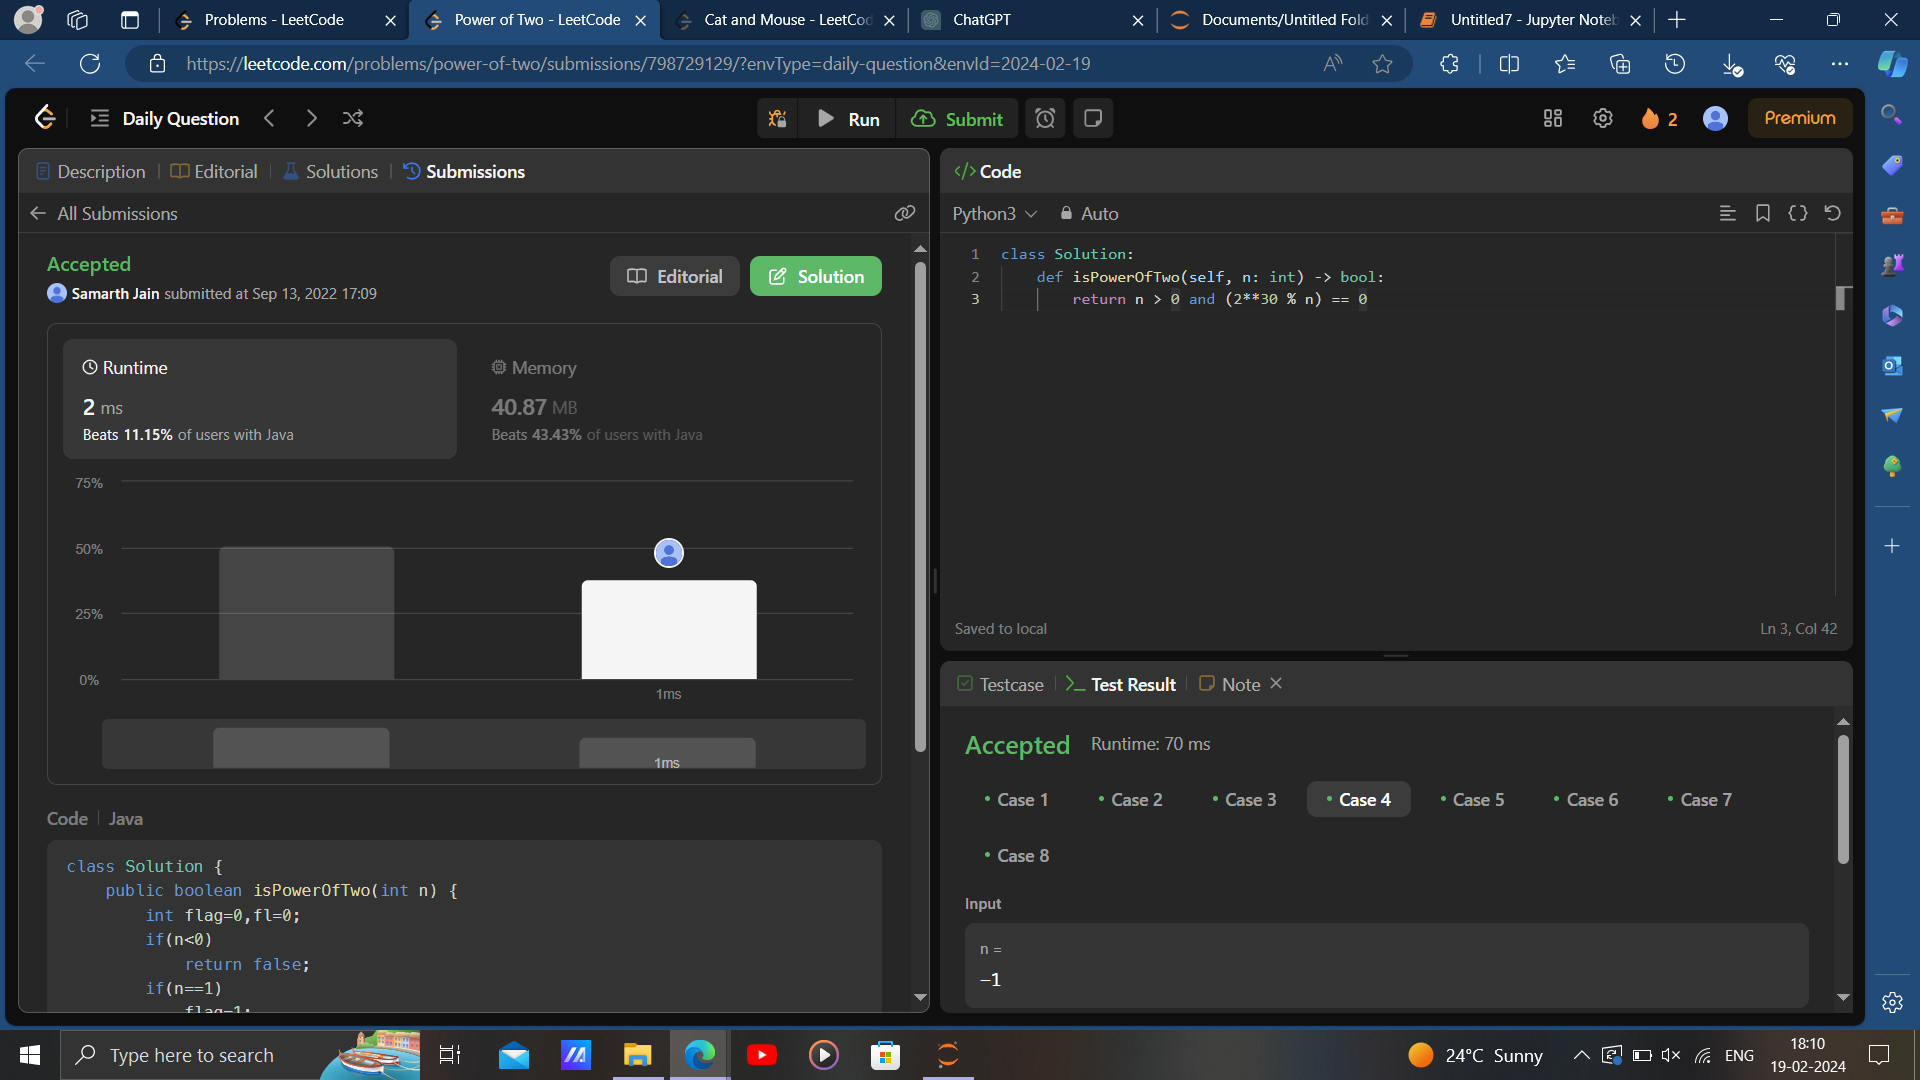 Problems - LeetCode
Power of Two - LeetCode
Cat and Mouse - LeetCod
ChatGPT
Documents/Untitled Fold
Untitled7 - Jupyter Noteb
https://leetcode.com/problems/power-of-two/submissions/798729129/?envType=daily-question&envId=2024-02-19
Daily Question
Run
Submit
2
Premium
Description
Editorial
Solutions
Submissions
All Submissions
Accepted
Samarth Jain submitted at Sep 13, 2022 17:09
Editorial
Solution
Runtime
2 ms
Beats 11.15% of users with Java
Memory
40.87 MB
Beats 43.43% of users with Java
75%
50%
25%
0%
1ms
1ms
Code
Java
class Solution {
public boolean isPowerOfTwo(int n) {
int flag=0,fl=0;
if(n<0)
return false;
if(n==1)
flag=1;
</> Code
Python3
Auto
1 class Solution:
2 def isPowerOfTwo(self, n: int) -> bool:
3 return n > 0 and (2**30 % n) == 0
Saved to local
Ln 3, Col 42
Testcase
Test Result
Note
Accepted
Runtime: 70 ms
Case 1
Case 2
Case 3
Case 4
Case 5
Case 6
Case 7
Case 8
Input
n =
-1
Type here to search
24°C Sunny
ENG
18:10
19-02-2024